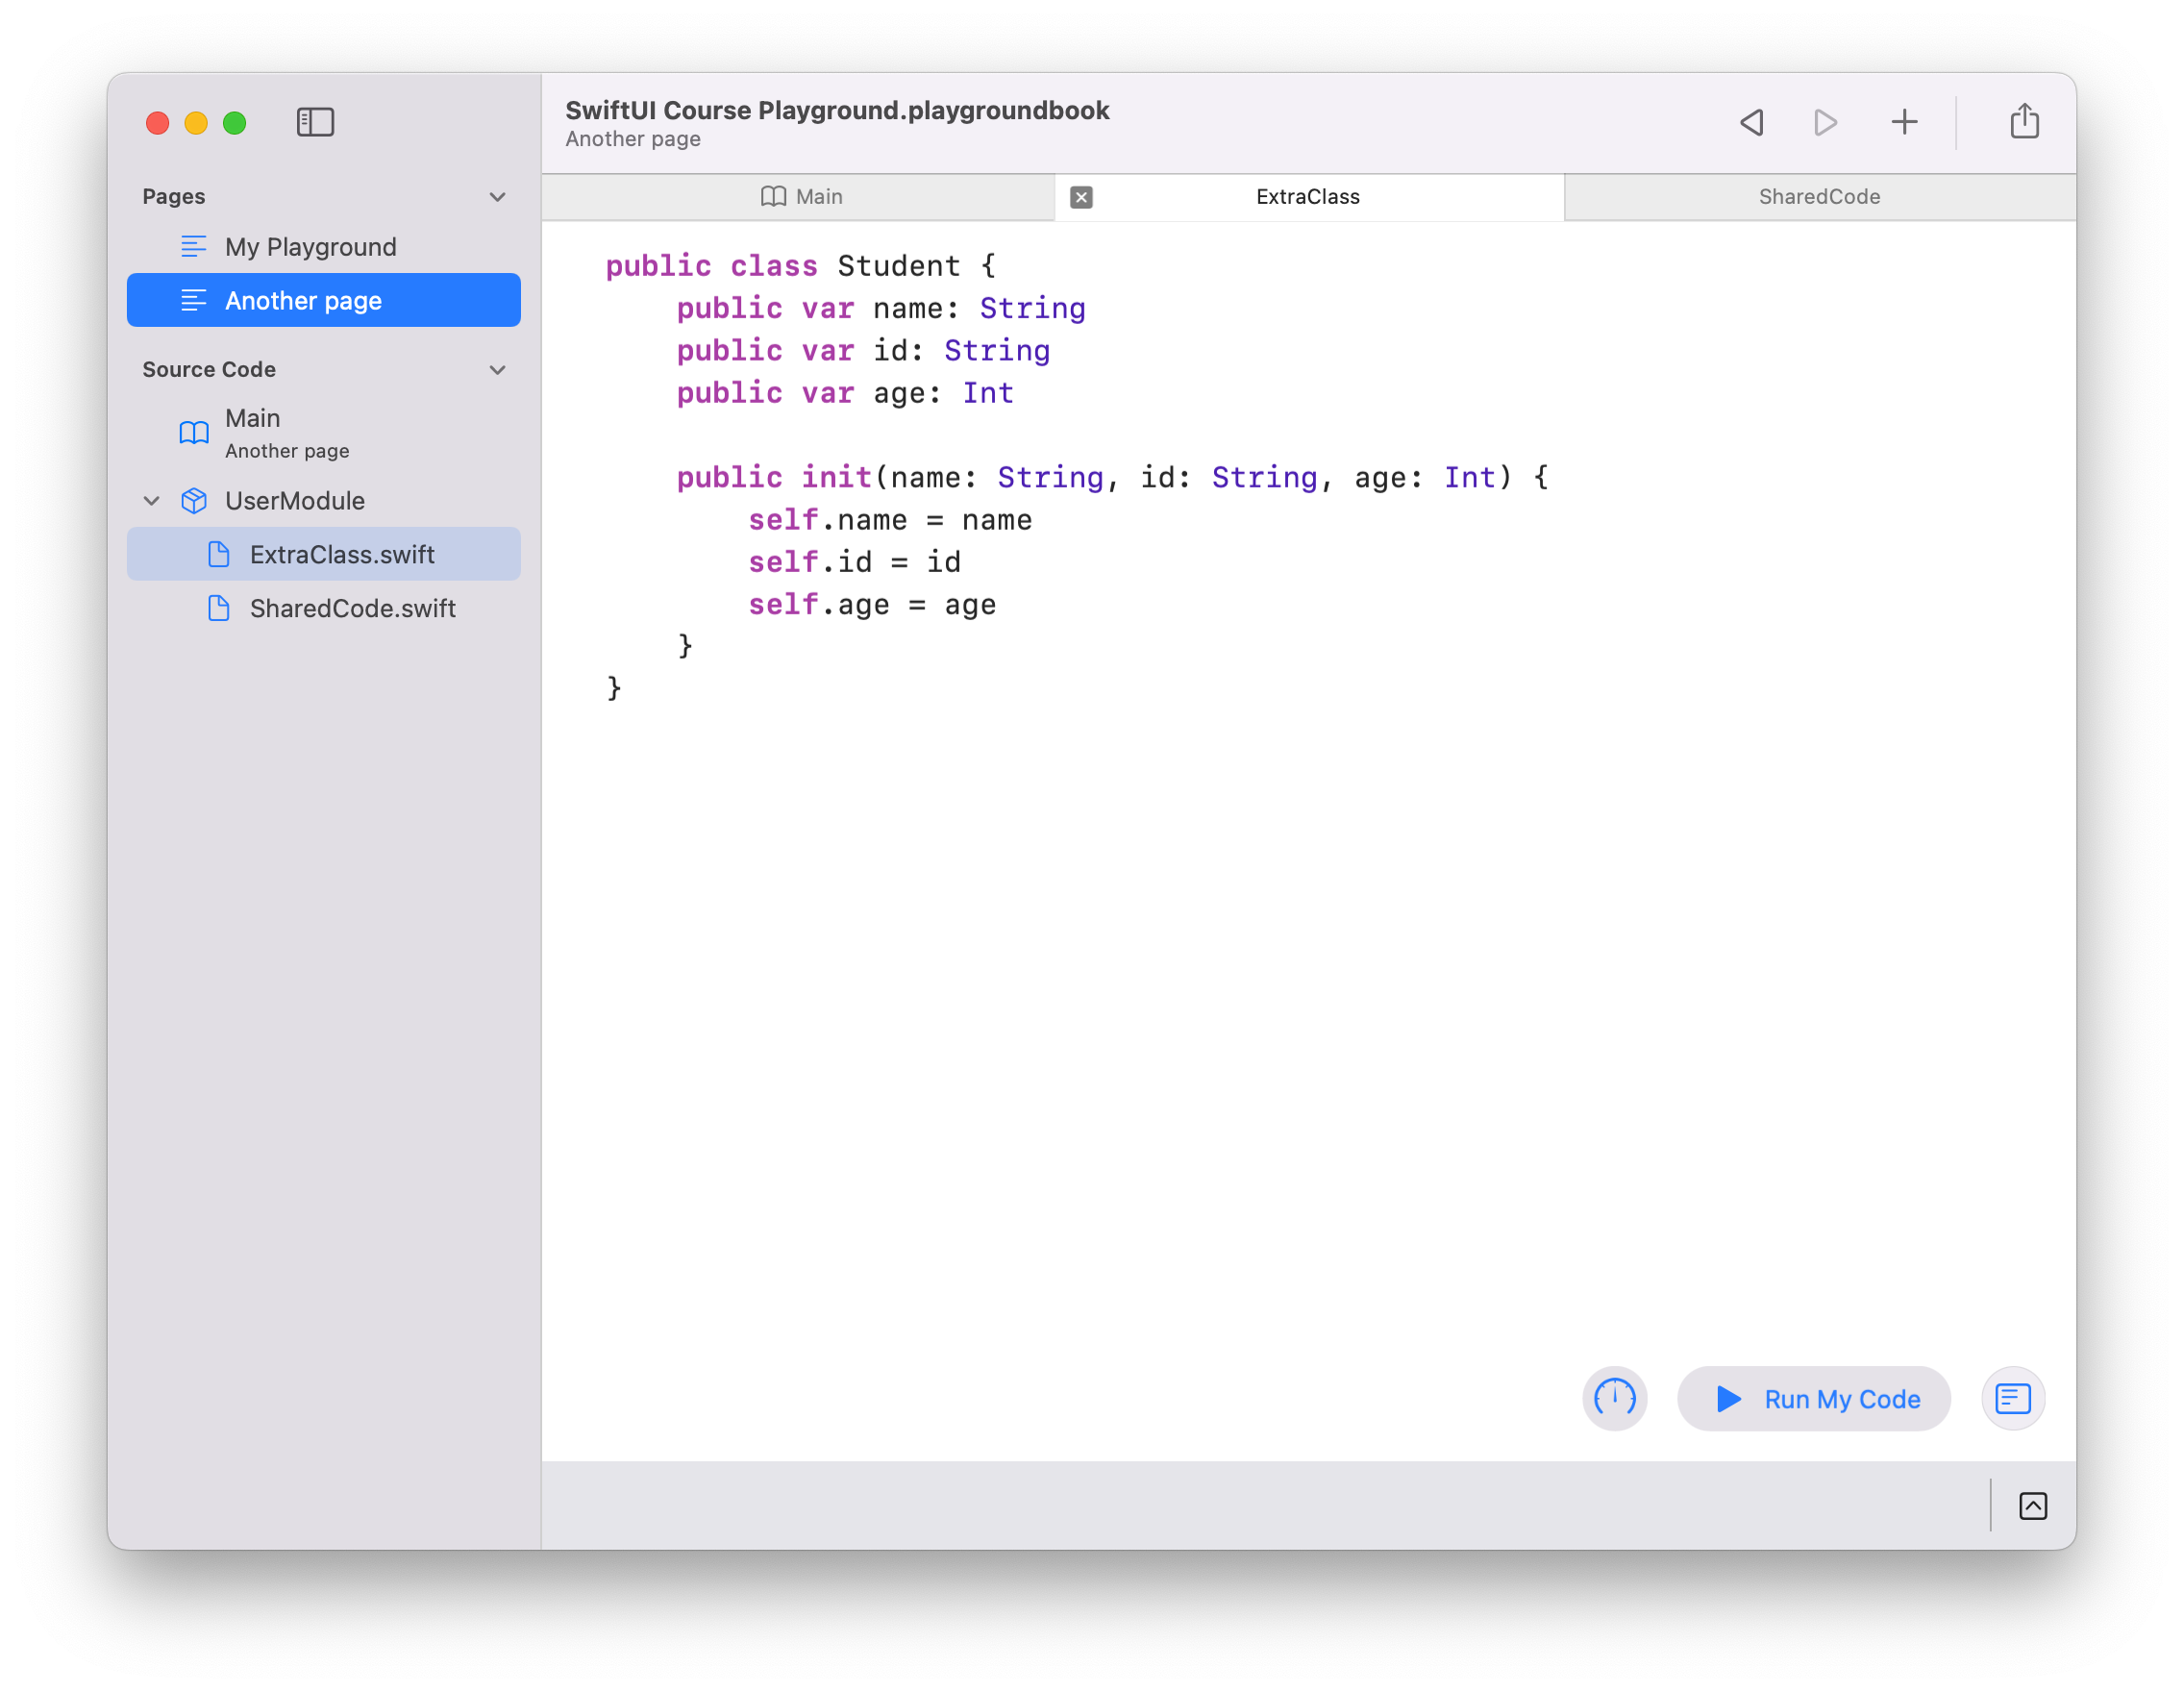 SwiftUI Course Playground.playgroundbook
Another page
Pages
My Playground
Another page
Source Code
Main
Another page
UserModule
ExtraClass.swift
SharedCode.swift
Main
ExtraClass
SharedCode
public class Student {
    public var name: String
    public var id: String
    public var age: Int
    public init(name: String, id: String, age: Int) {
        self.name = name
        self.id = id
        self.age = age
    }
}
Run My Code